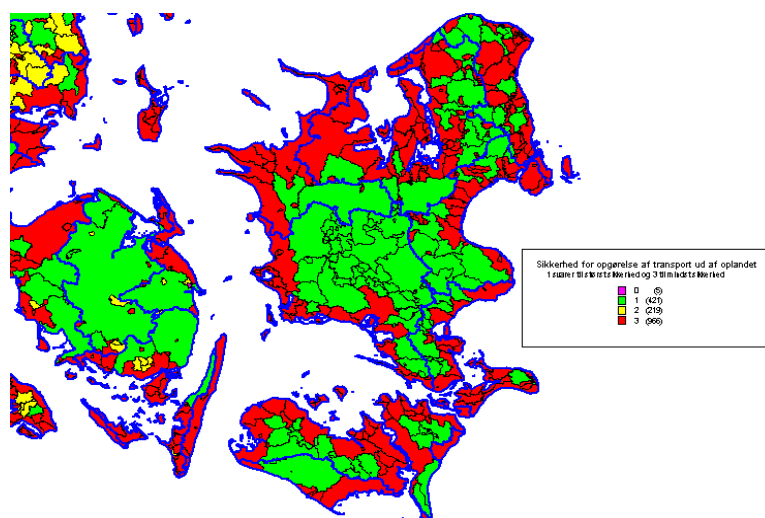 Sikkerhed for opgørelse af transport ud af oplandet
1 svarer til størst sikkerhed og 3 til mindst sikkerhed
0 (5)
1 (421)
2 (219)
3 (966)